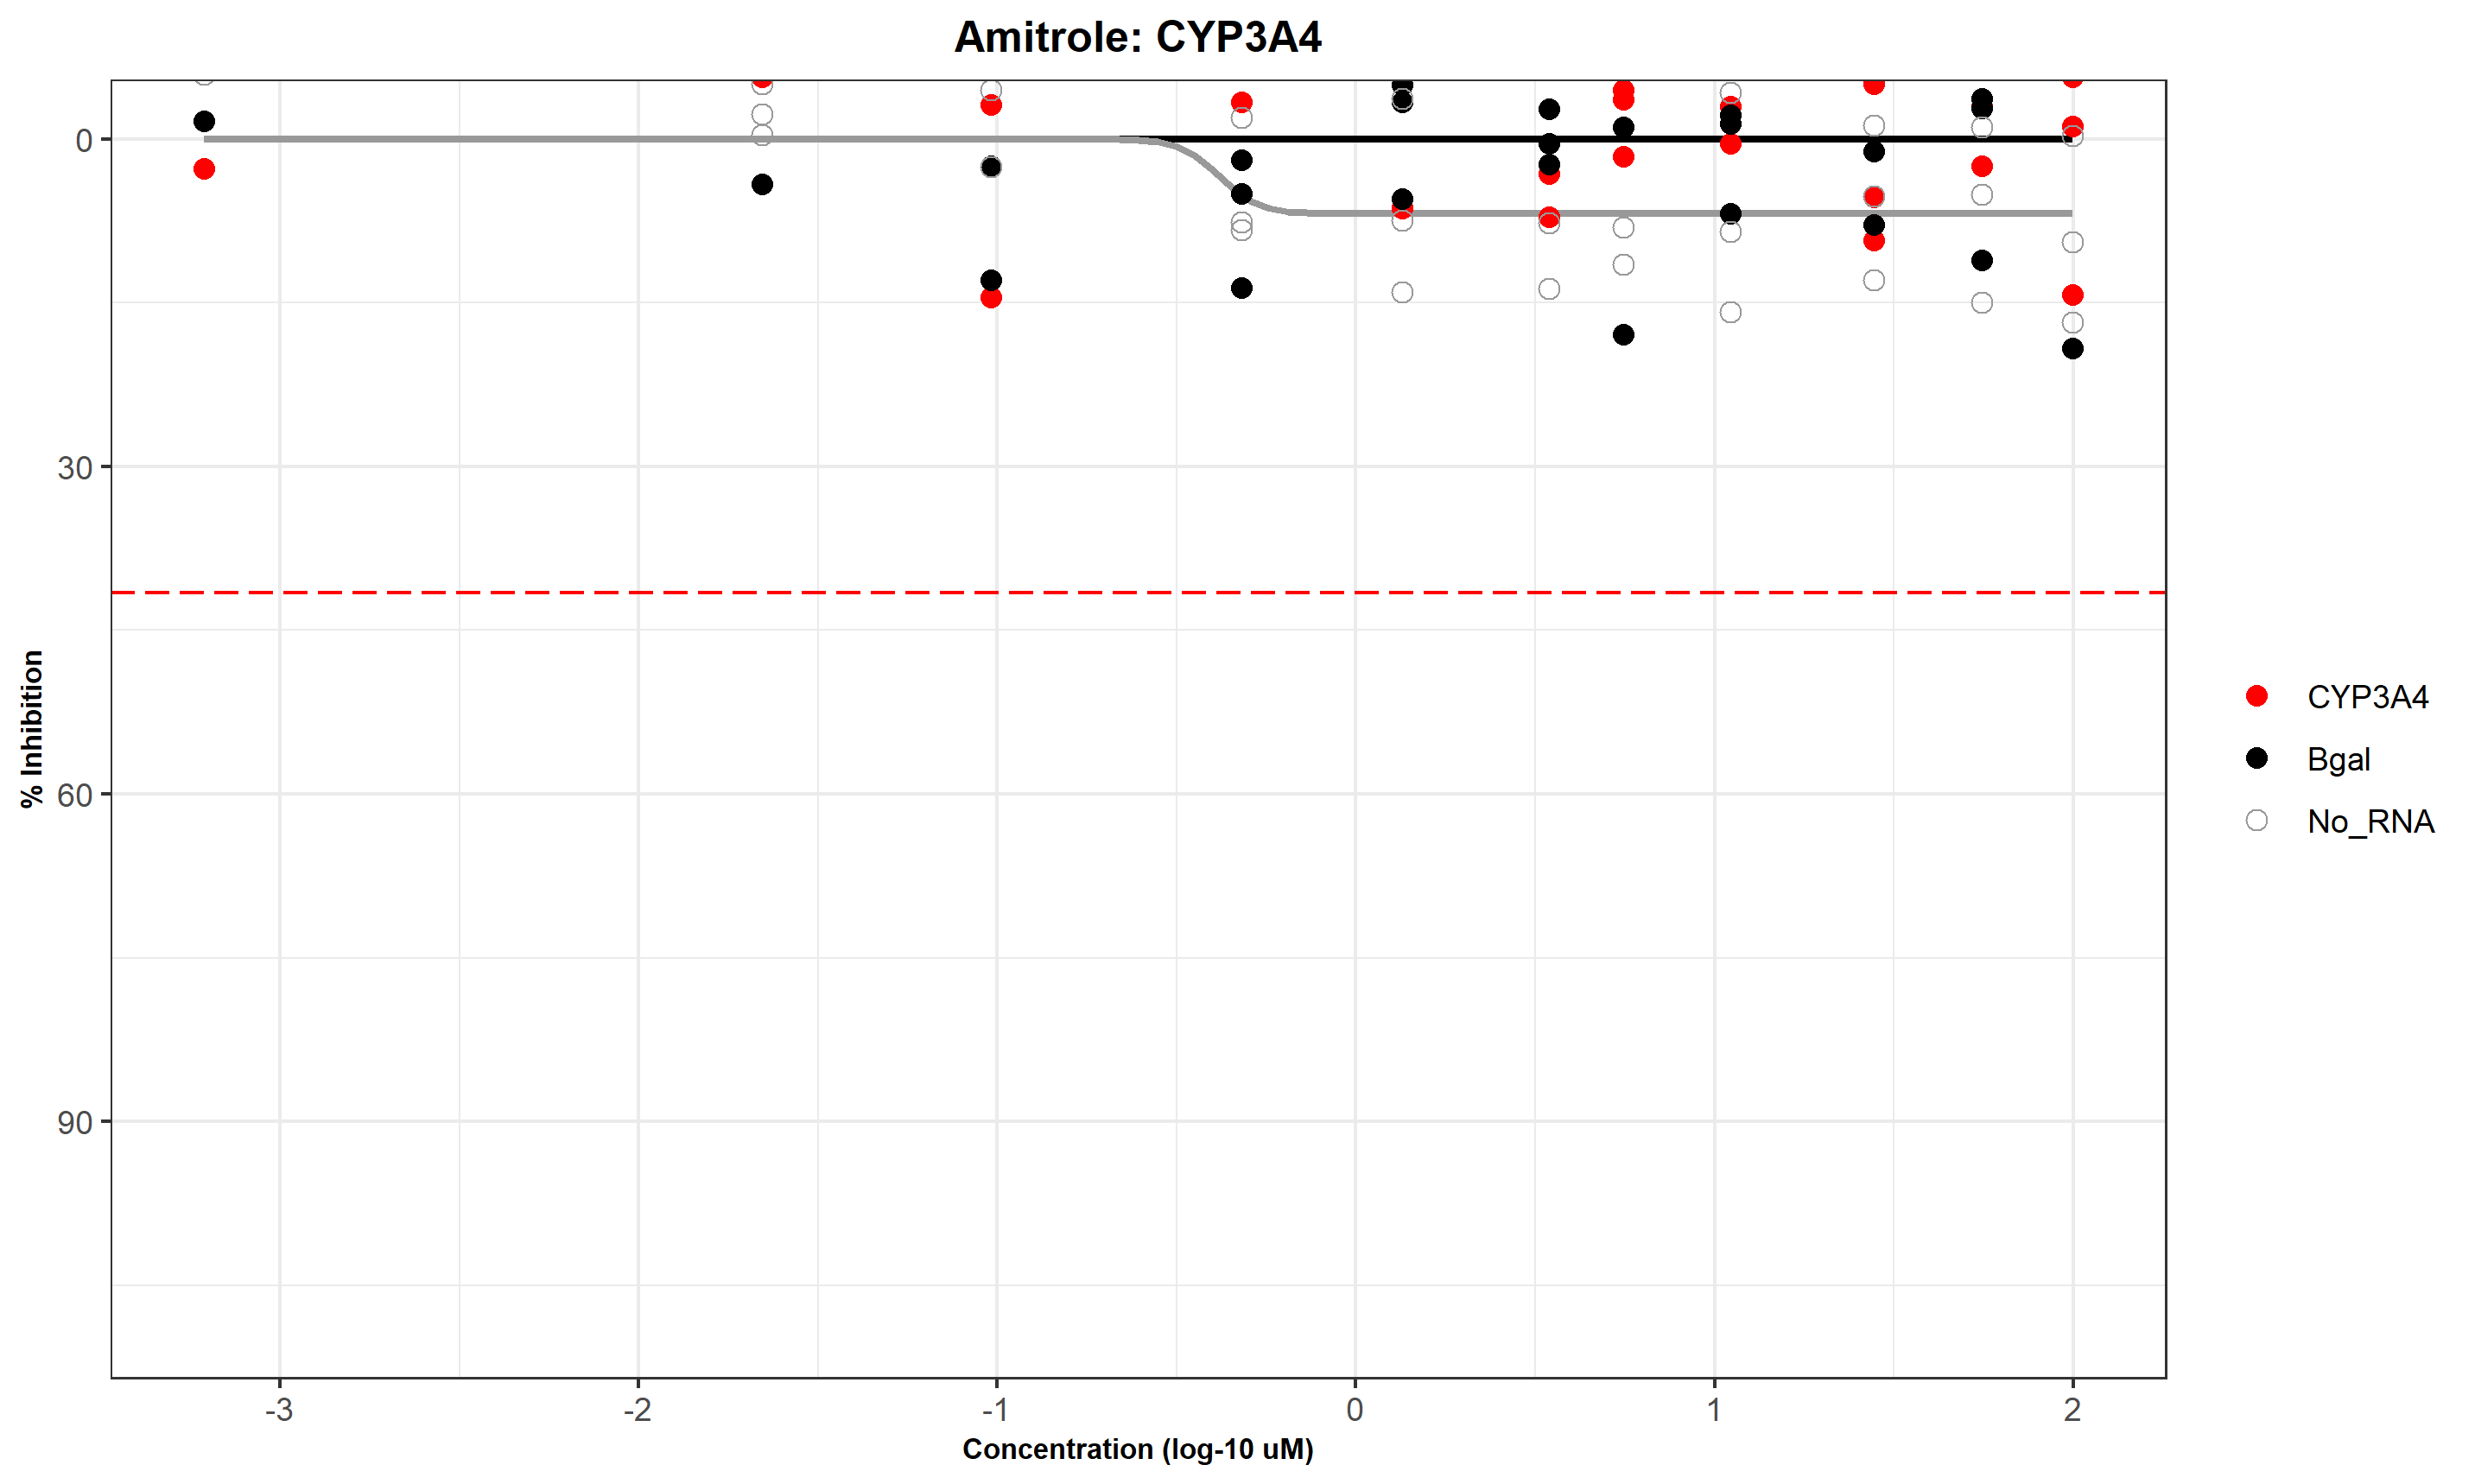 Amitrole: CYP3A4
% Inhibition
0
30
60
90
-3
-2
-1
0
1
2
Concentration (log-10 uM)
CYP3A4
Bgal
No_RNA